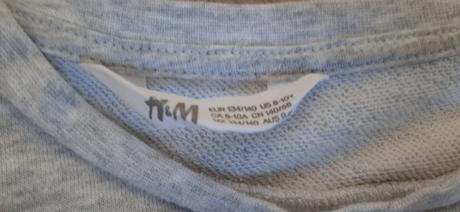 H&M
EUR 134/140 US 8-10Y
CA 8-10A CN 140/68
134/140 AUS